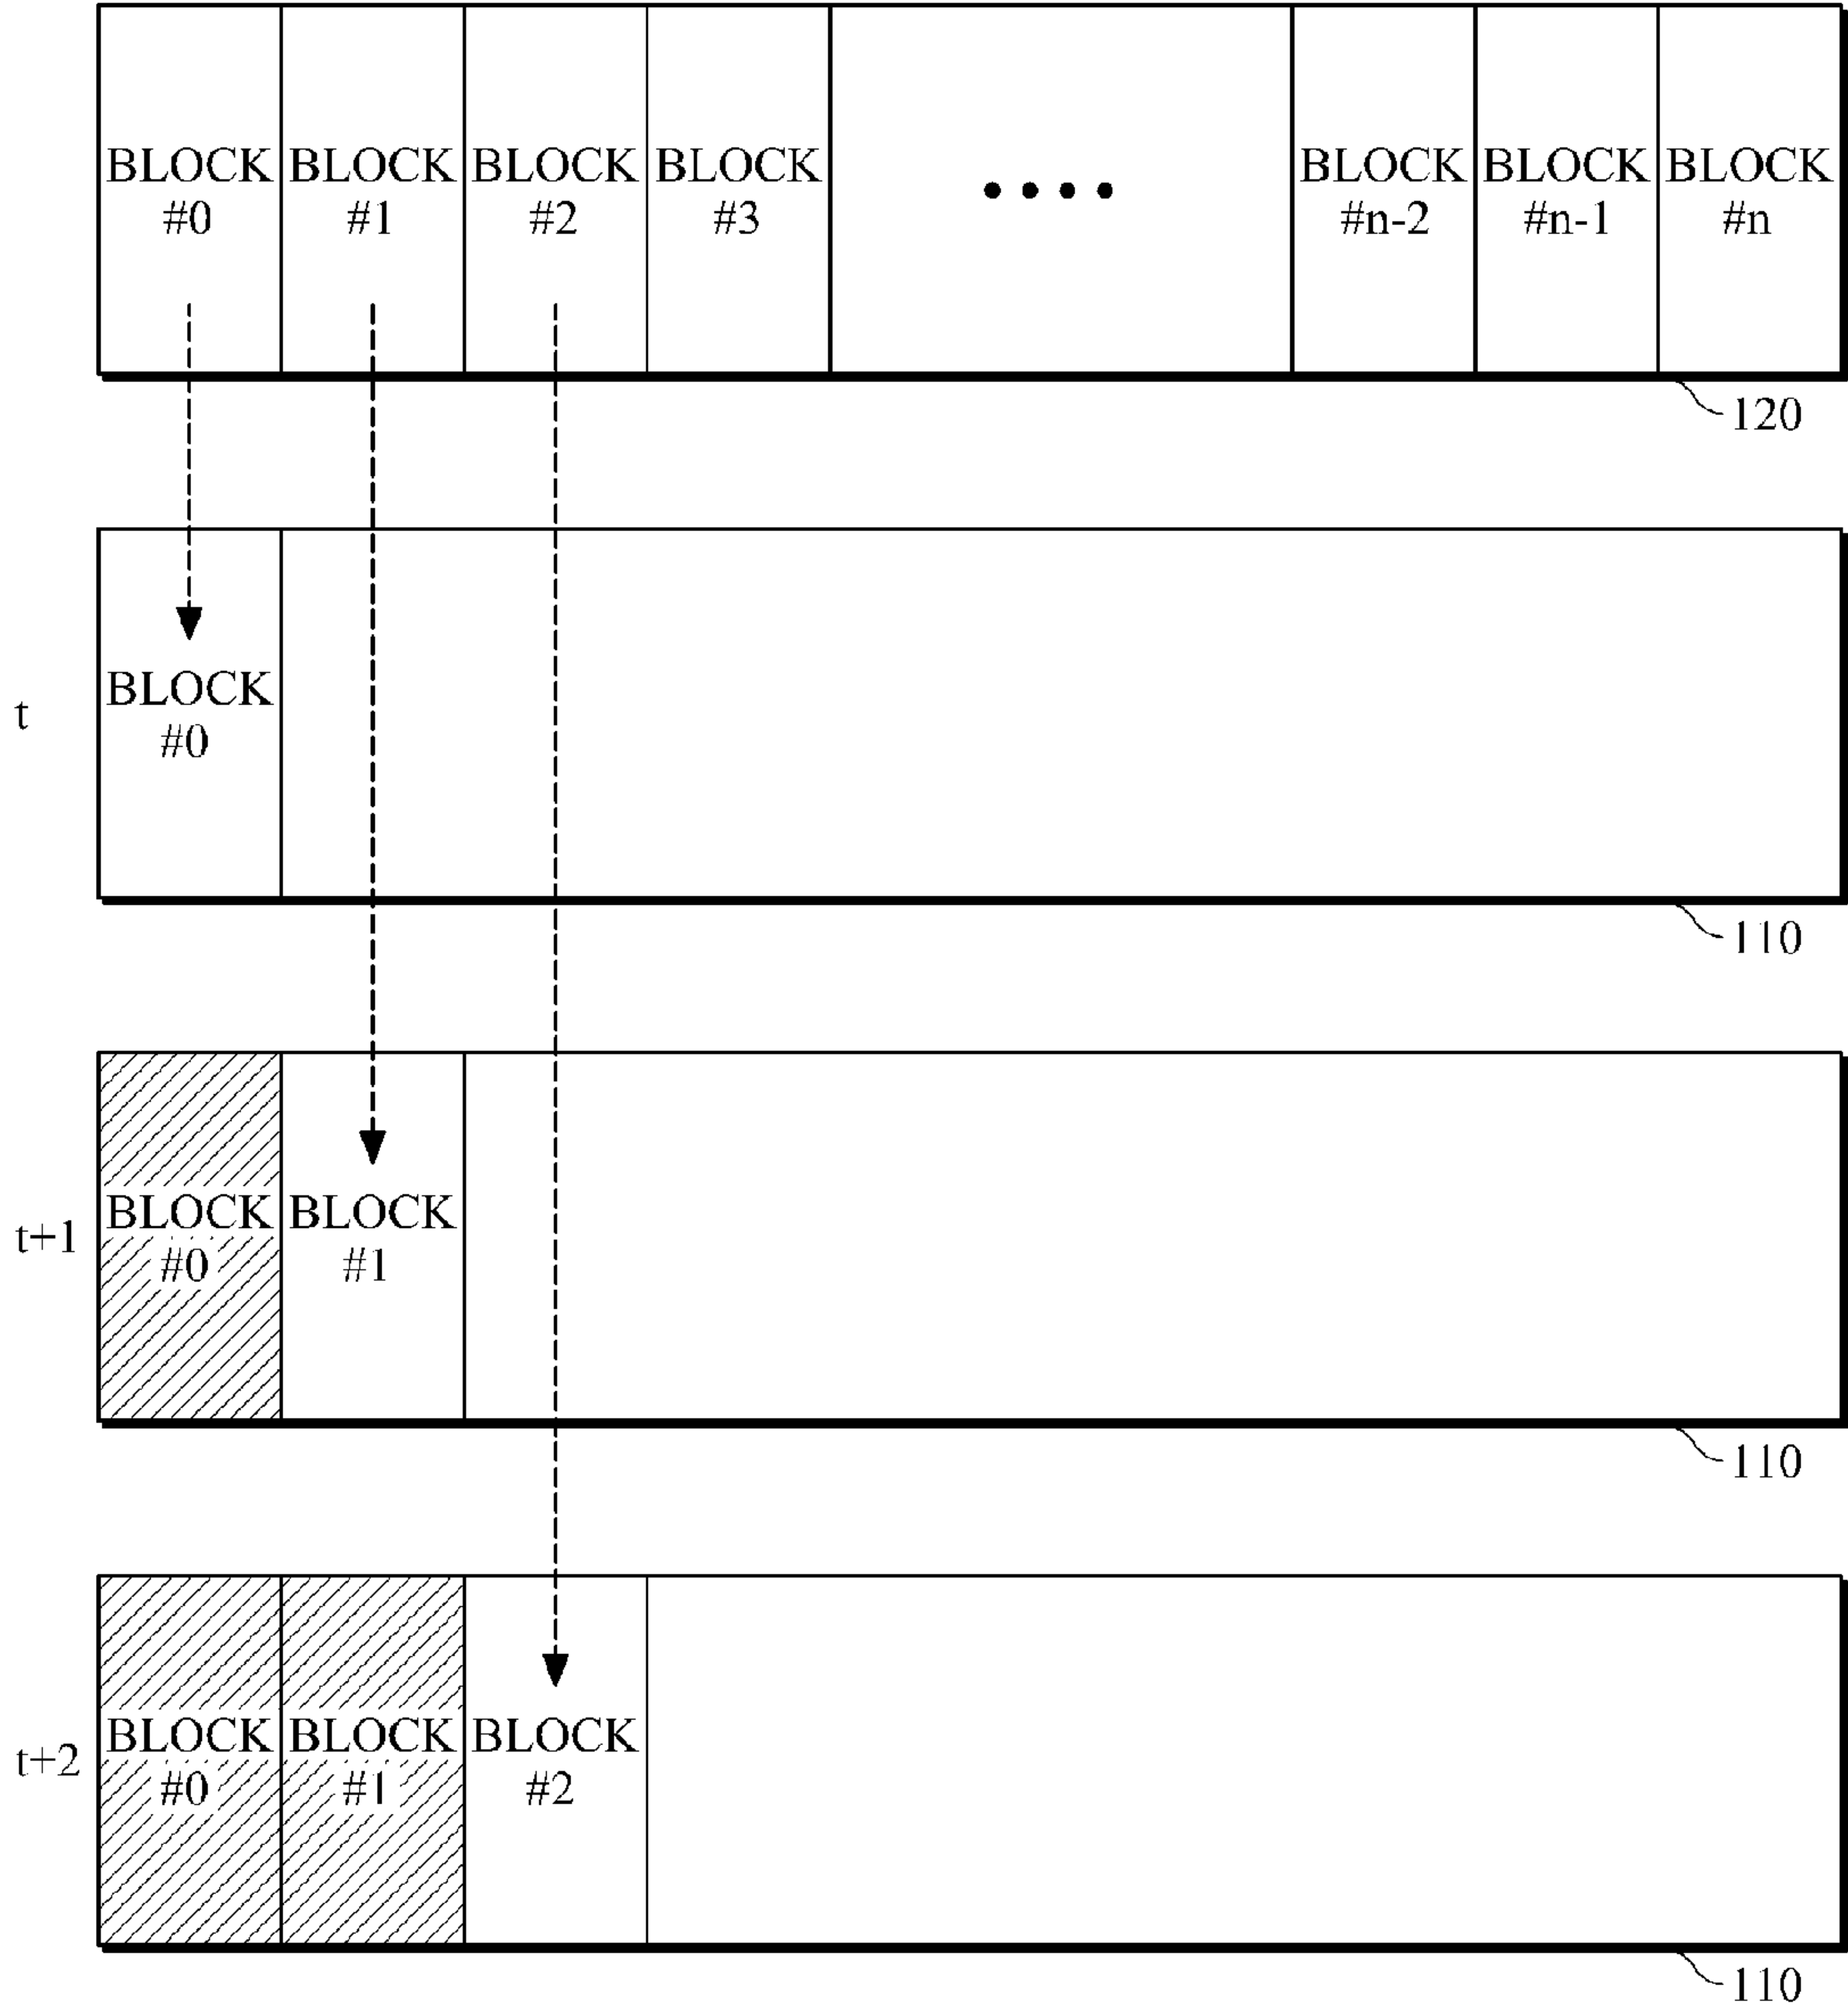 BLOCK BLOCK BLOCK BLOCK •••• BLOCK BLOCK BLOCK
#0 #1 #2 #3 #n-2 #n-1 #n
120
BLOCK
t
#0
110
BLOCK BLOCK
t+1
#0 #1
110
BLOCK BLOCK BLOCK
t+2
#0 #1 #2
110